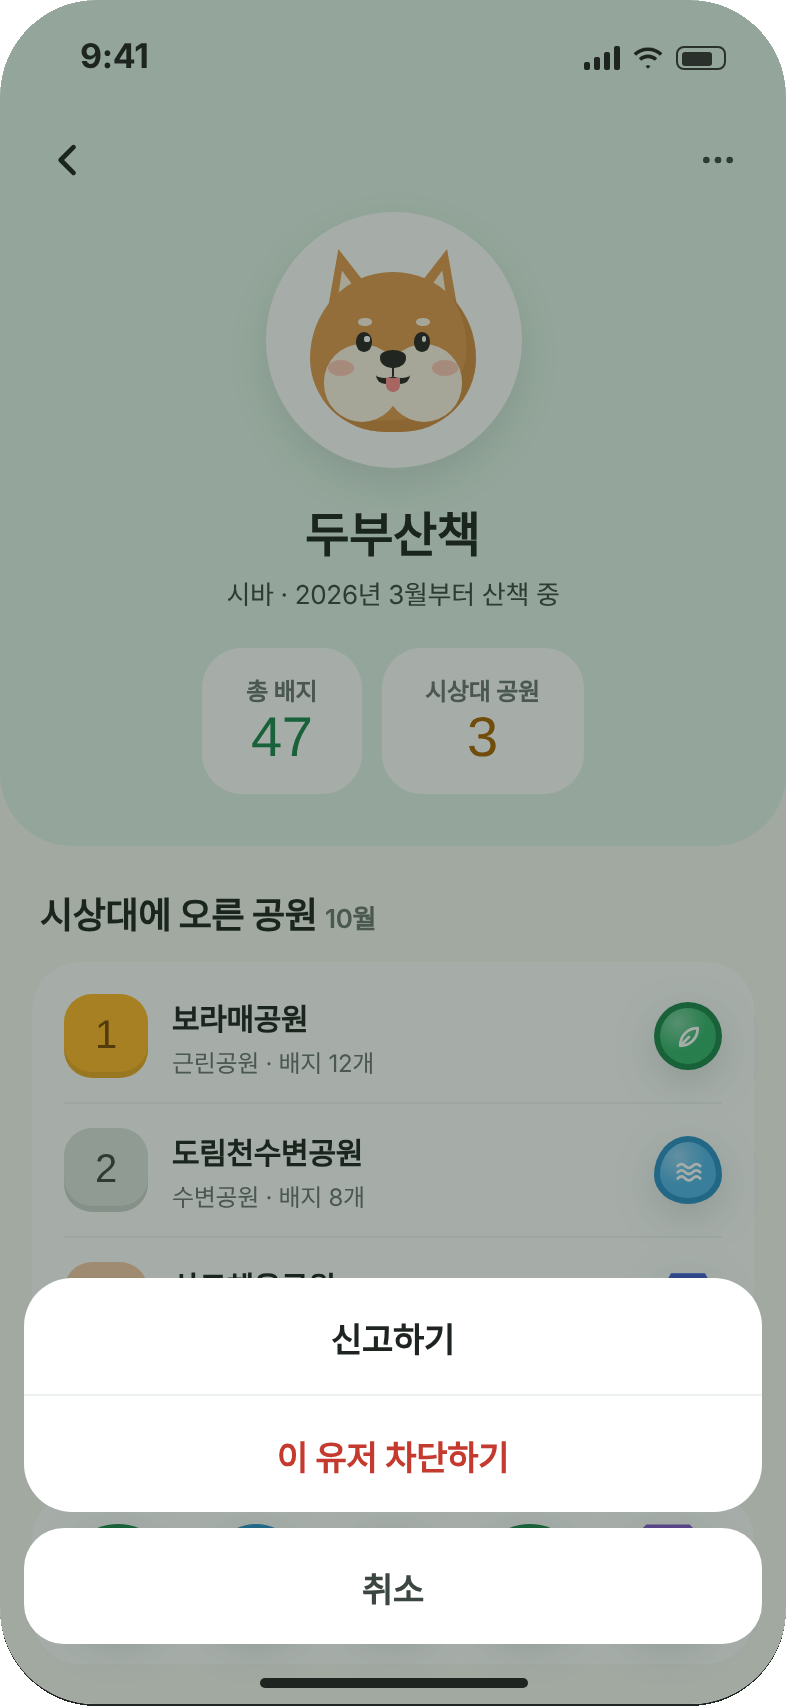 9:41
두부산책
시바 · 2026년 3월부터 산책 중
총 배지
47
시상대 공원
3
시상대에 오른 공원 10월
1
보라매공원
근린공원 · 배지 12개
2
도림천수변공원
수변공원 · 배지 8개
신고하기
이 유저 차단하기
취소